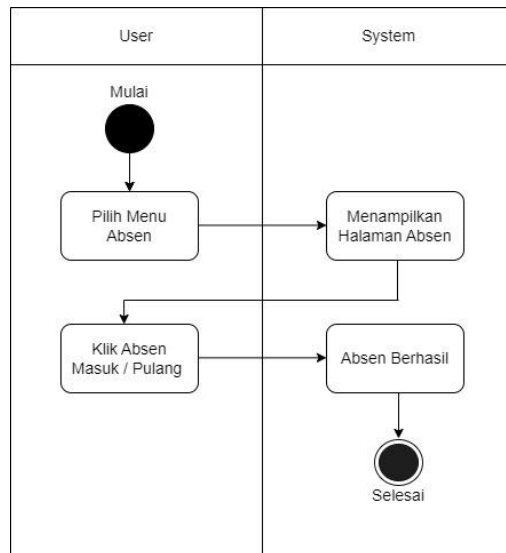 User
System
Mulai
Pilih Menu
Absen
Menampilkan
Halaman Absen
Klik Absen
Masuk / Pulang
Absen Berhasil
Selesai